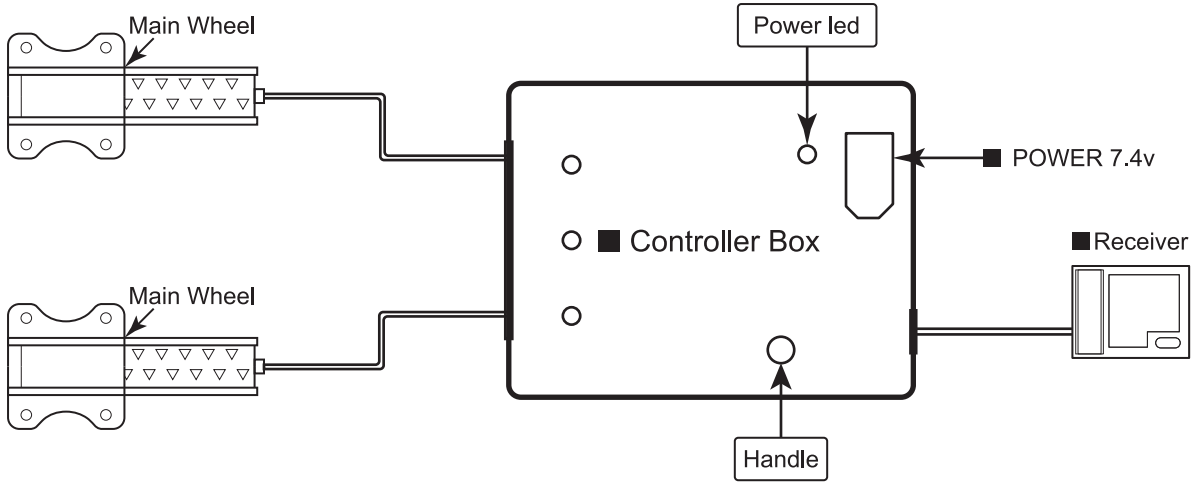 Main Wheel
Power led
■ POWER 7.4v
■ Controller Box
■ Receiver
Main Wheel
Handle